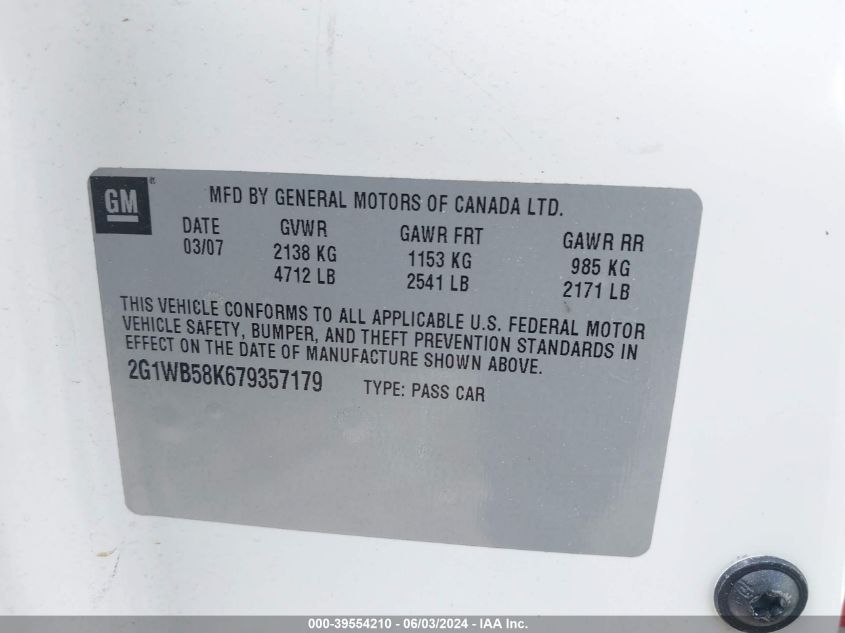 GM
MFD BY GENERAL MOTORS OF CANADA LTD.
DATE GVWR GAWR FRT GAWR RR
03/07 2138 KG 1153 KG 985 KG
4712 LB 2541 LB 2171 LB
THIS VEHICLE CONFORMS TO ALL APPLICABLE U.S. FEDERAL MOTOR
VEHICLE SAFETY, BUMPER, AND THEFT PREVENTION STANDARDS IN
EFFECT ON THE DATE OF MANUFACTURE SHOWN ABOVE.
2G1WB58K679357179 TYPE: PASS CAR
000-39554210 - 06/03/2024 - IAA Inc.